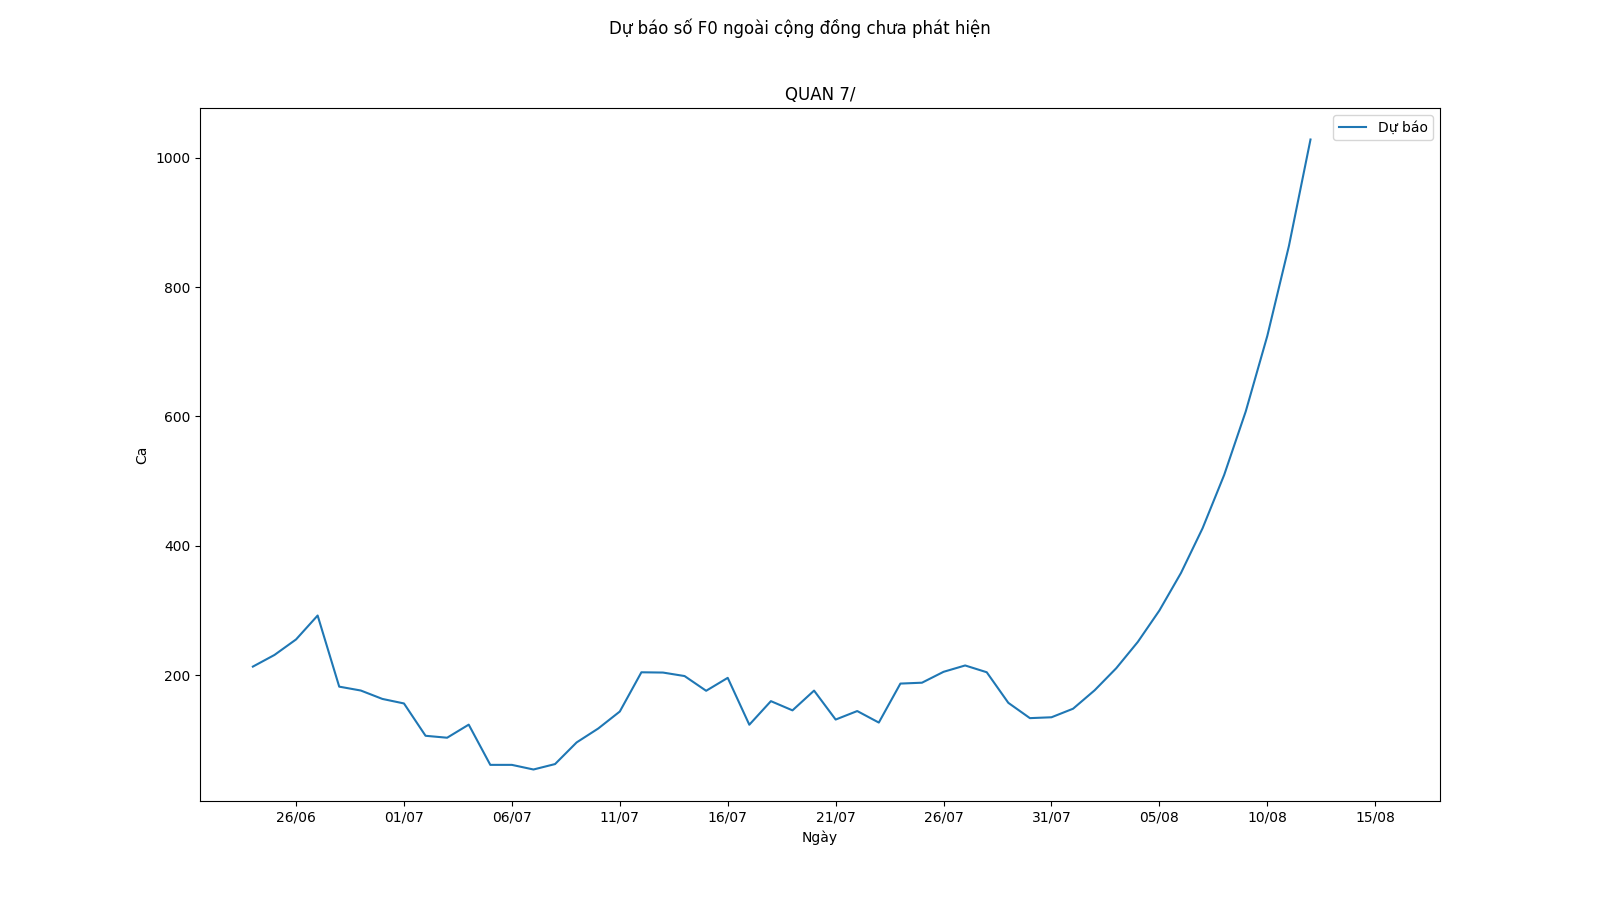 Dự báo số F0 ngoài cộng đồng chưa phát hiện
QUAN 7/
Dự báo
1000
800
600
400
200
Ca
26/06 01/07 06/07 11/07 16/07 21/07 26/07 31/07 05/08 10/08 15/08
Ngày